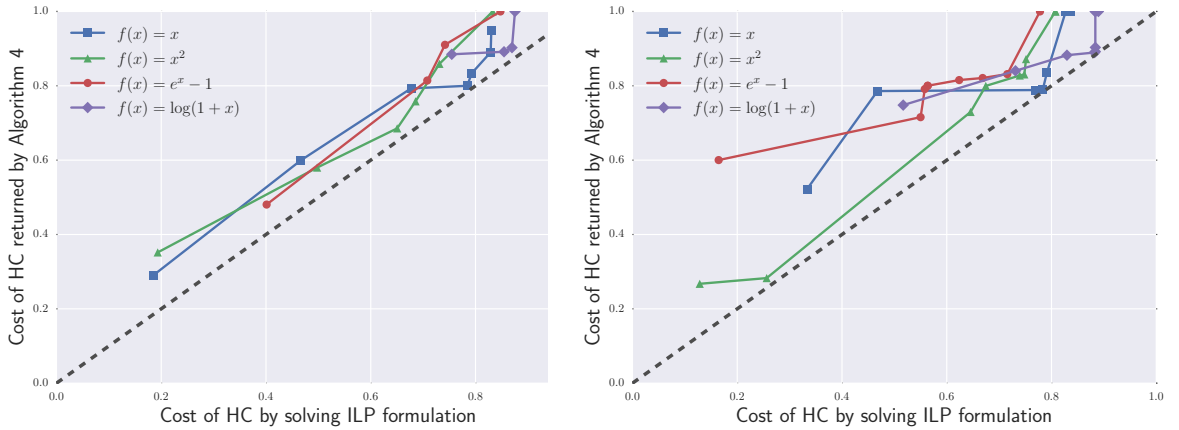 Cost of HC returned by Algorithm 4
1.0
0.8
0.6
0.4
0.2
0.0
f(x) = x
f(x) = x²
f(x) = eˣ − 1
f(x) = log(1 + x)
0.0 0.2 0.4 0.6 0.8
Cost of HC by solving ILP formulation
Cost of HC returned by Algorithm 4
1.0
0.8
0.6
0.4
0.2
0.0
f(x) = x
f(x) = x²
f(x) = eˣ − 1
f(x) = log(1 + x)
0.0 0.2 0.4 0.6 0.8 1.0
Cost of HC by solving ILP formulation